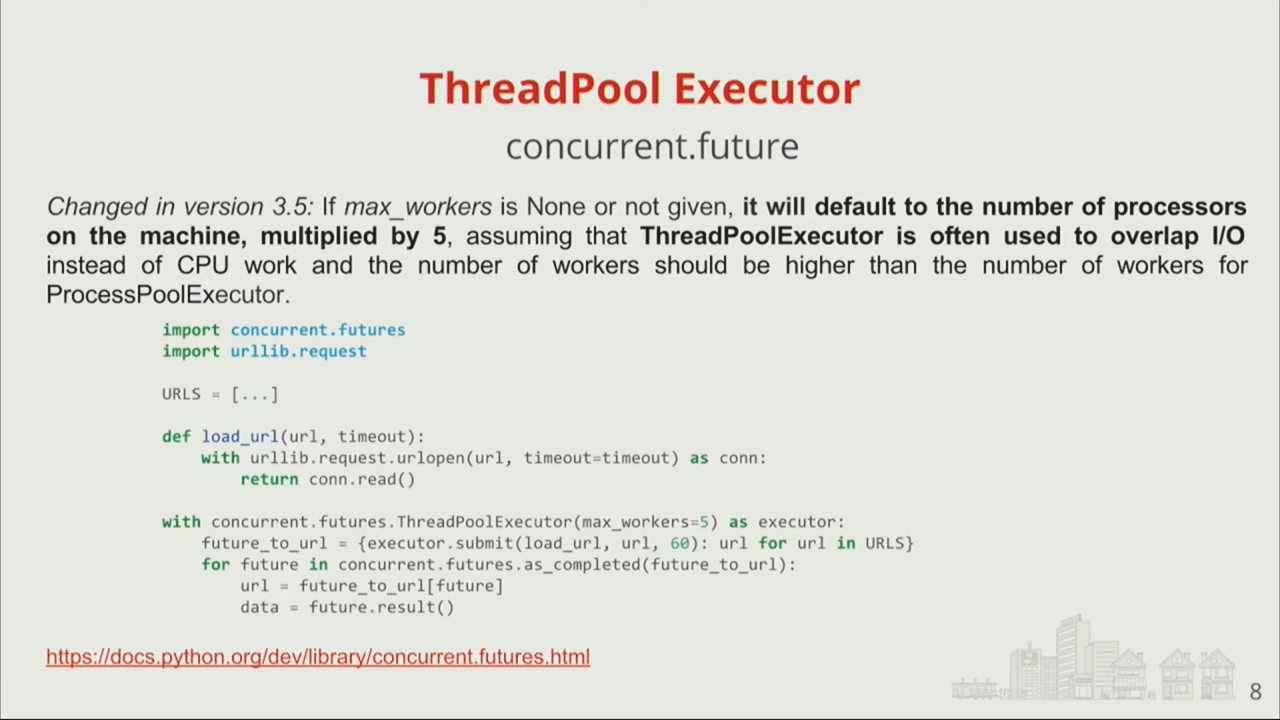 ThreadPool Executor
concurrent.future
Changed in version 3.5: If max_workers is None or not given, it will default to the number of processors
on the machine, multiplied by 5, assuming that ThreadPoolExecutor is often used to overlap I/O
instead of CPU work and the number of workers should be higher than the number of workers for
ProcessPoolExecutor.
import concurrent.futures
import urllib.request
URLS = [...]
def load_url(url, timeout):
    with urllib.request.urlopen(url, timeout=timeout) as conn:
        return conn.read()
with concurrent.futures.ThreadPoolExecutor(max_workers=5) as executor:
    future_to_url = {executor.submit(load_url, url, 60): url for url in URLS}
    for future in concurrent.futures.as_completed(future_to_url):
        url = future_to_url[future]
        data = future.result()
https://docs.python.org/dev/library/concurrent.futures.html
8